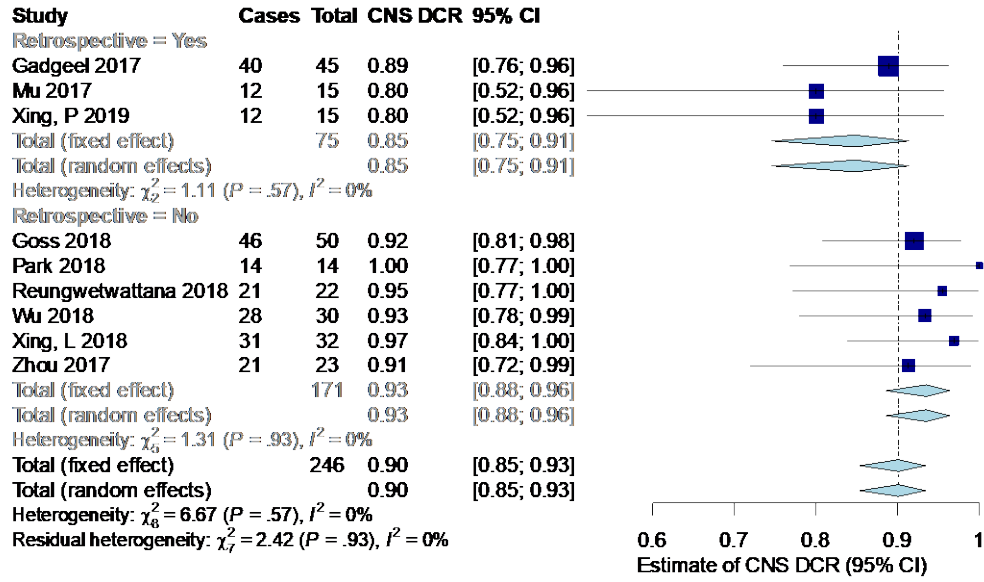 Study Cases Total CNS DCR 95% CI
Retrospective = Yes
Gadgeel 2017 40 45 0.89 [0.76; 0.96]
Mu 2017 12 15 0.80 [0.52; 0.96]
Xing, P 2019 12 15 0.80 [0.52; 0.96]
Total (fixed effect) 75 0.85 [0.75; 0.91]
Total (random effects) 0.85 [0.75; 0.91]
Heterogeneity: χ²₂ = 1.11 (P = .57), I² = 0%
Retrospective = No
Goss 2018 46 50 0.92 [0.81; 0.98]
Park 2018 14 14 1.00 [0.77; 1.00]
Reungwetwattana 2018 21 22 0.95 [0.77; 1.00]
Wu 2018 28 30 0.93 [0.78; 0.99]
Xing, L 2018 31 32 0.97 [0.84; 1.00]
Zhou 2017 21 23 0.91 [0.72; 0.99]
Total (fixed effect) 171 0.93 [0.88; 0.96]
Total (random effects) 0.93 [0.88; 0.96]
Heterogeneity: χ²₅ = 1.31 (P = .93), I² = 0%
Total (fixed effect) 246 0.90 [0.85; 0.93]
Total (random effects) 0.90 [0.85; 0.93]
Heterogeneity: χ²₈ = 6.67 (P = .57), I² = 0%
Residual heterogeneity: χ²₇ = 2.42 (P = .93), I² = 0%
0.6 0.7 0.8 0.9 1
Estimate of CNS DCR (95% CI)